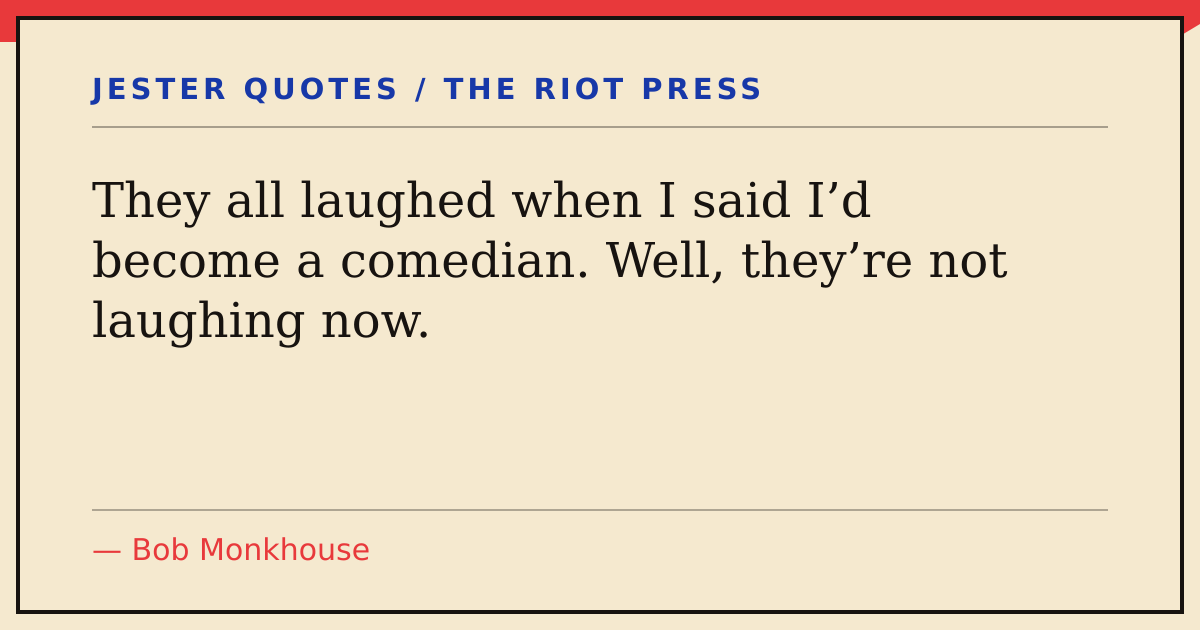 JESTER QUOTES / THE RIOT PRESS
They all laughed when I said I’d
become a comedian. Well, they’re not
laughing now.
— Bob Monkhouse